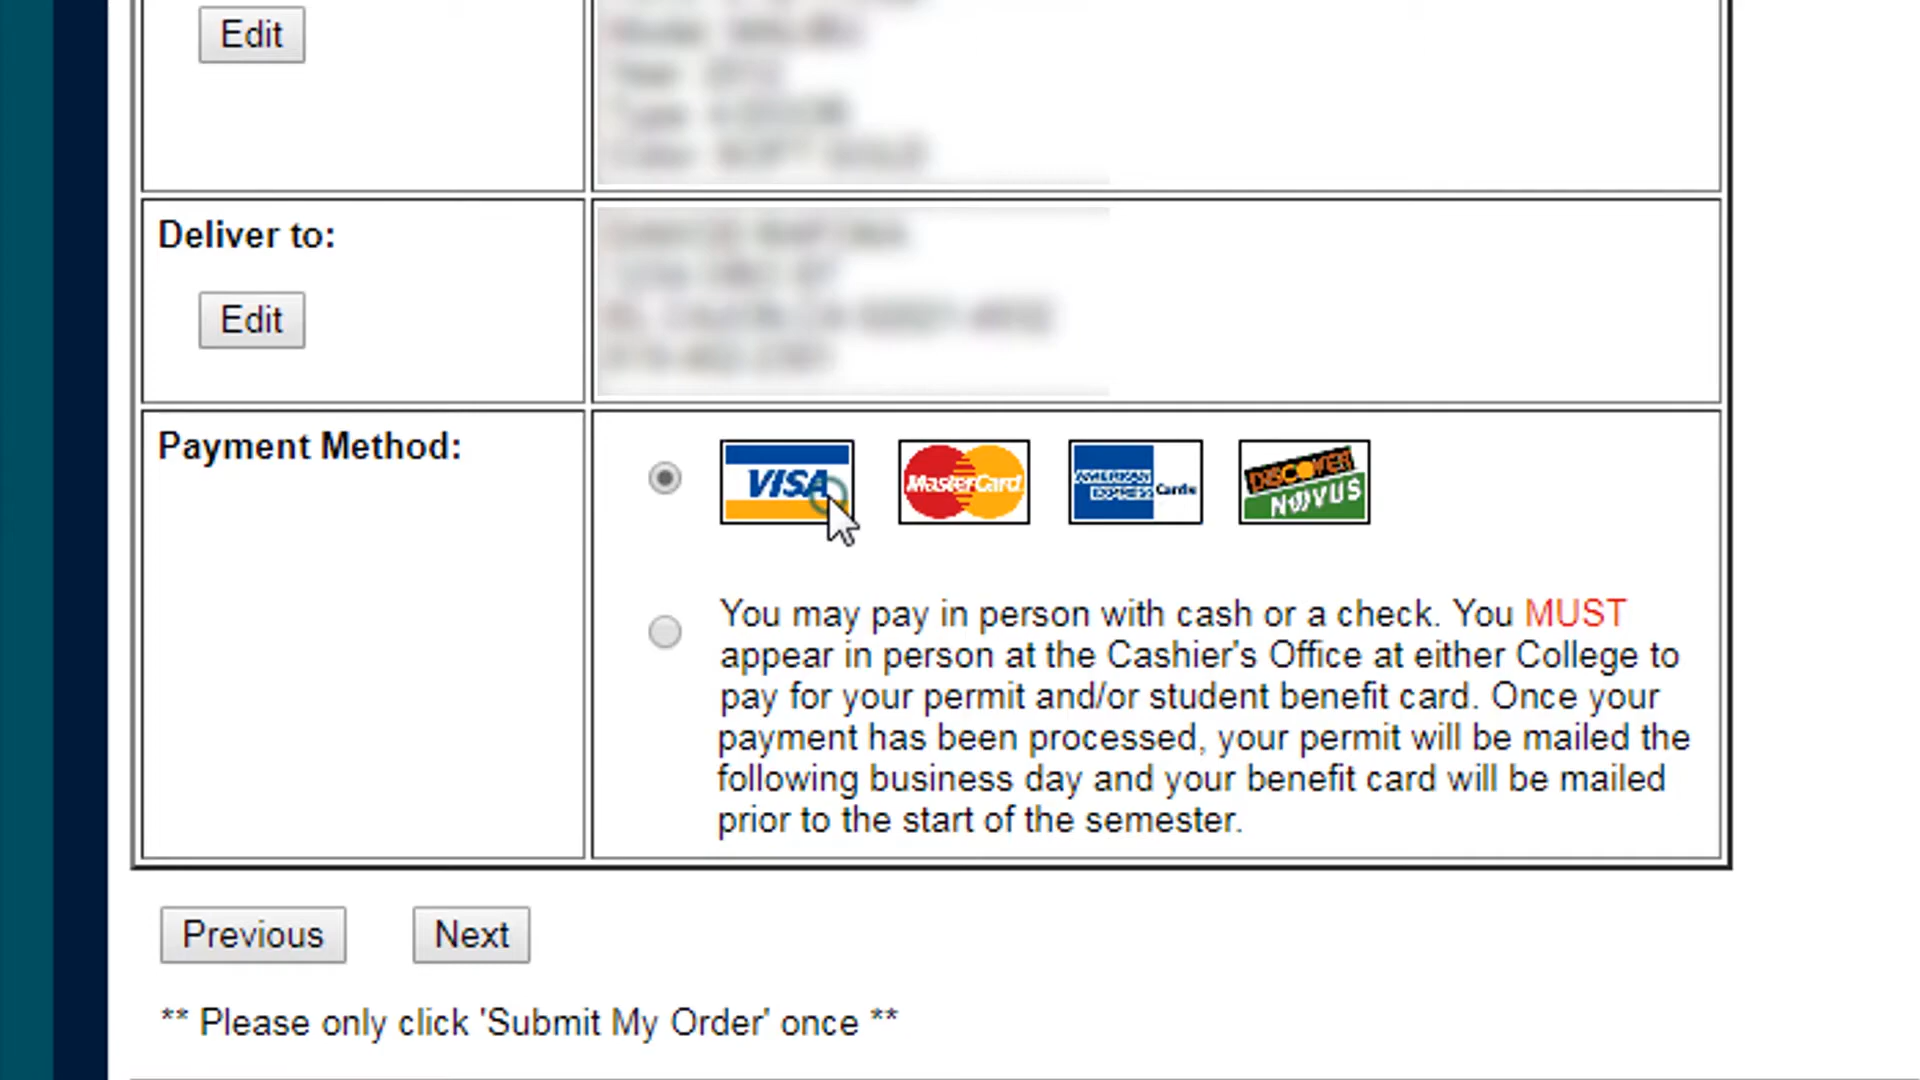 Edit
Deliver to:
Edit
Payment Method:
VISA MasterCard AMERICAN EXPRESS Cards DISCOVER NOVUS
You may pay in person with cash or a check. You MUST
appear in person at the Cashier's Office at either College to
pay for your permit and/or student benefit card. Once your
payment has been processed, your permit will be mailed the
following business day and your benefit card will be mailed
prior to the start of the semester.
Previous Next
** Please only click 'Submit My Order' once **